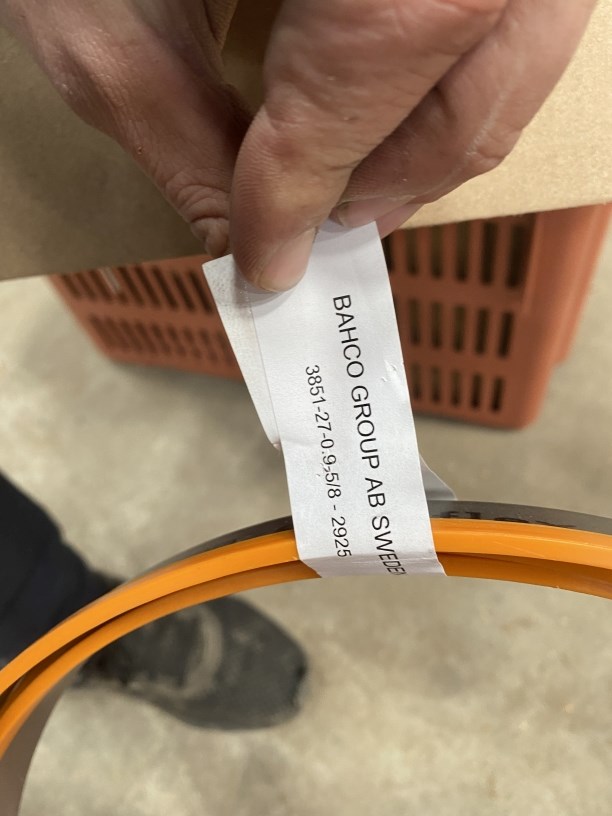 BAHCO GROUP AB SWEDEN
3851-27-0.9-5/8 - 2925